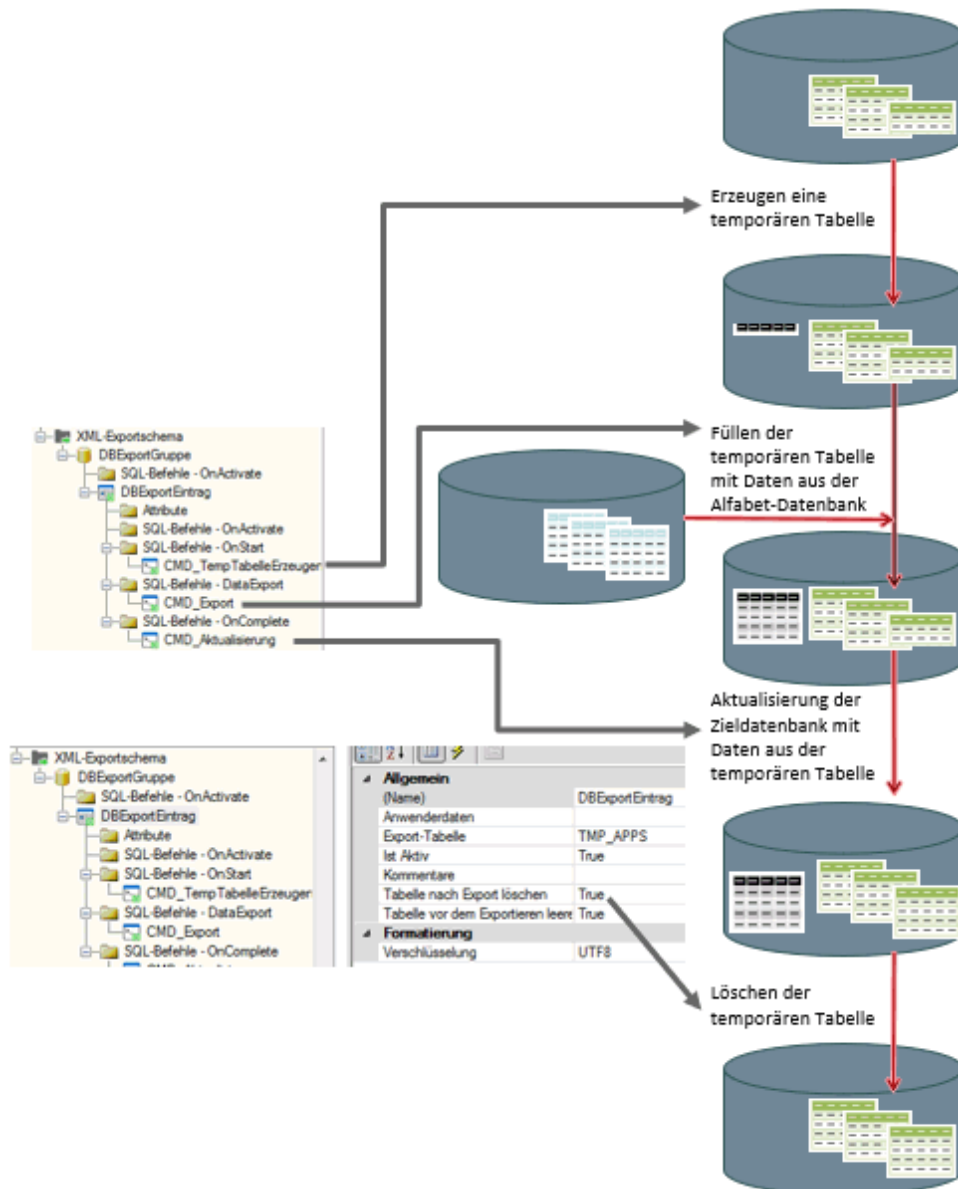 Erzeugen eine
temporären Tabelle
XML-Exportschema
DBExportGruppe
SQL-Befehle - OnActivate
DBExportEintrag
Attribute
SQL-Befehle - OnActivate
SQL-Befehle - OnStart
CMD_TempTabelleErzeugen
SQL-Befehle - DataExport
CMD_Export
SQL-Befehle - OnComplete
CMD_Aktualisierung
Füllen der
temporären Tabelle
mit Daten aus der
Alfabet-Datenbank
Aktualisierung der
Zieldatenbank mit
Daten aus der
temporären Tabelle
XML-Exportschema
DBExportGruppe
SQL-Befehle - OnActivate
DBExportEintrag
Attribute
SQL-Befehle - OnActivate
SQL-Befehle - OnStart
CMD_TempTabelleErzeugen
SQL-Befehle - DataExport
CMD_Export
SQL-Befehle - OnComplete
Allgemein
(Name) DBExportEintrag
Anwenderdaten
Export-Tabelle TMP_APPS
Ist Aktiv True
Kommentare
Tabelle nach Export löschen True
Tabelle vor dem Exportieren leere True
Formatierung
Verschlüsselung UTF8
Löschen der
temporären Tabelle